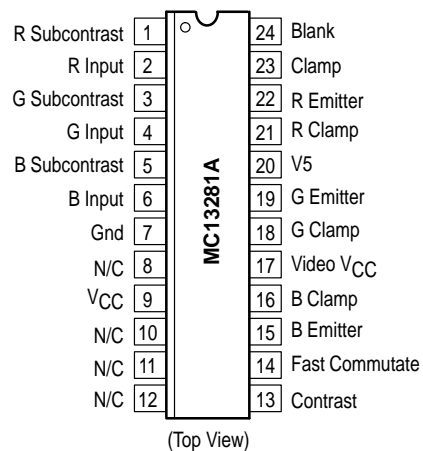 R Subcontrast 1 24 Blank
R Input 2 23 Clamp
G Subcontrast 3 22 R Emitter
G Input 4 21 R Clamp
B Subcontrast 5 20 V5
B Input 6 19 G Emitter
Gnd 7 18 G Clamp
N/C 8 17 Video VCC
VCC 9 16 B Clamp
N/C 10 15 B Emitter
N/C 11 14 Fast Commutate
N/C 12 13 Contrast
MC13281A
(Top View)